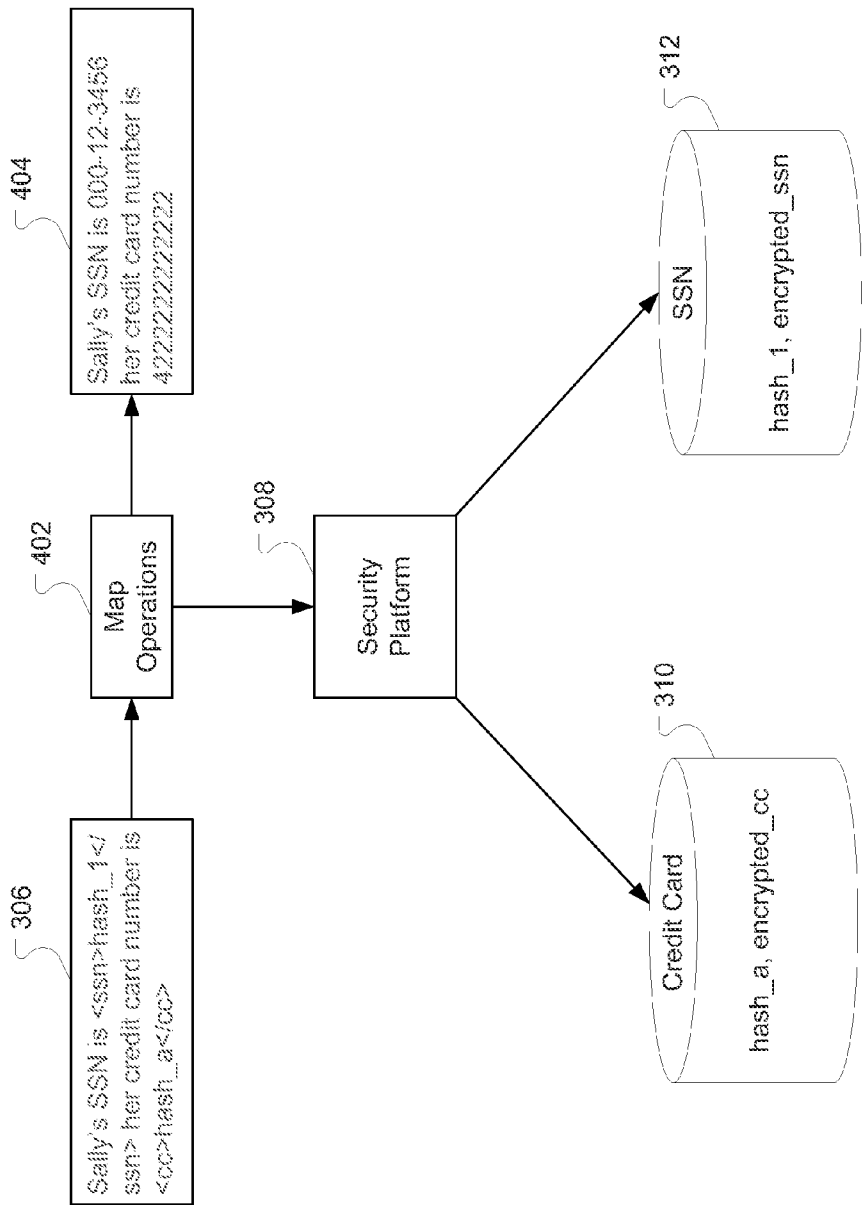 306
Sally's SSN is <ssn>hash_1</
ssn> her credit card number is
<cc>hash_a</cc>
402
Map
Operations
404
Sally's SSN is 000-12-3456
her credit card number is
4222222222222
308
Security
Platform
310
Credit Card
hash_a, encrypted_cc
312
SSN
hash_1, encrypted_ssn